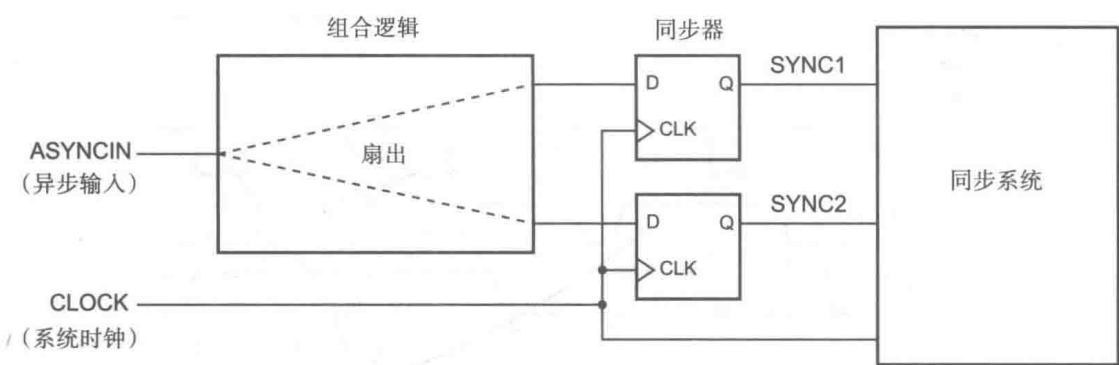 组合逻辑
同步器
SYNC1
D
Q
CLK
ASYNCIN
(异步输入)
扇出
同步系统
SYNC2
D
Q
CLK
CLOCK
(系统时钟)